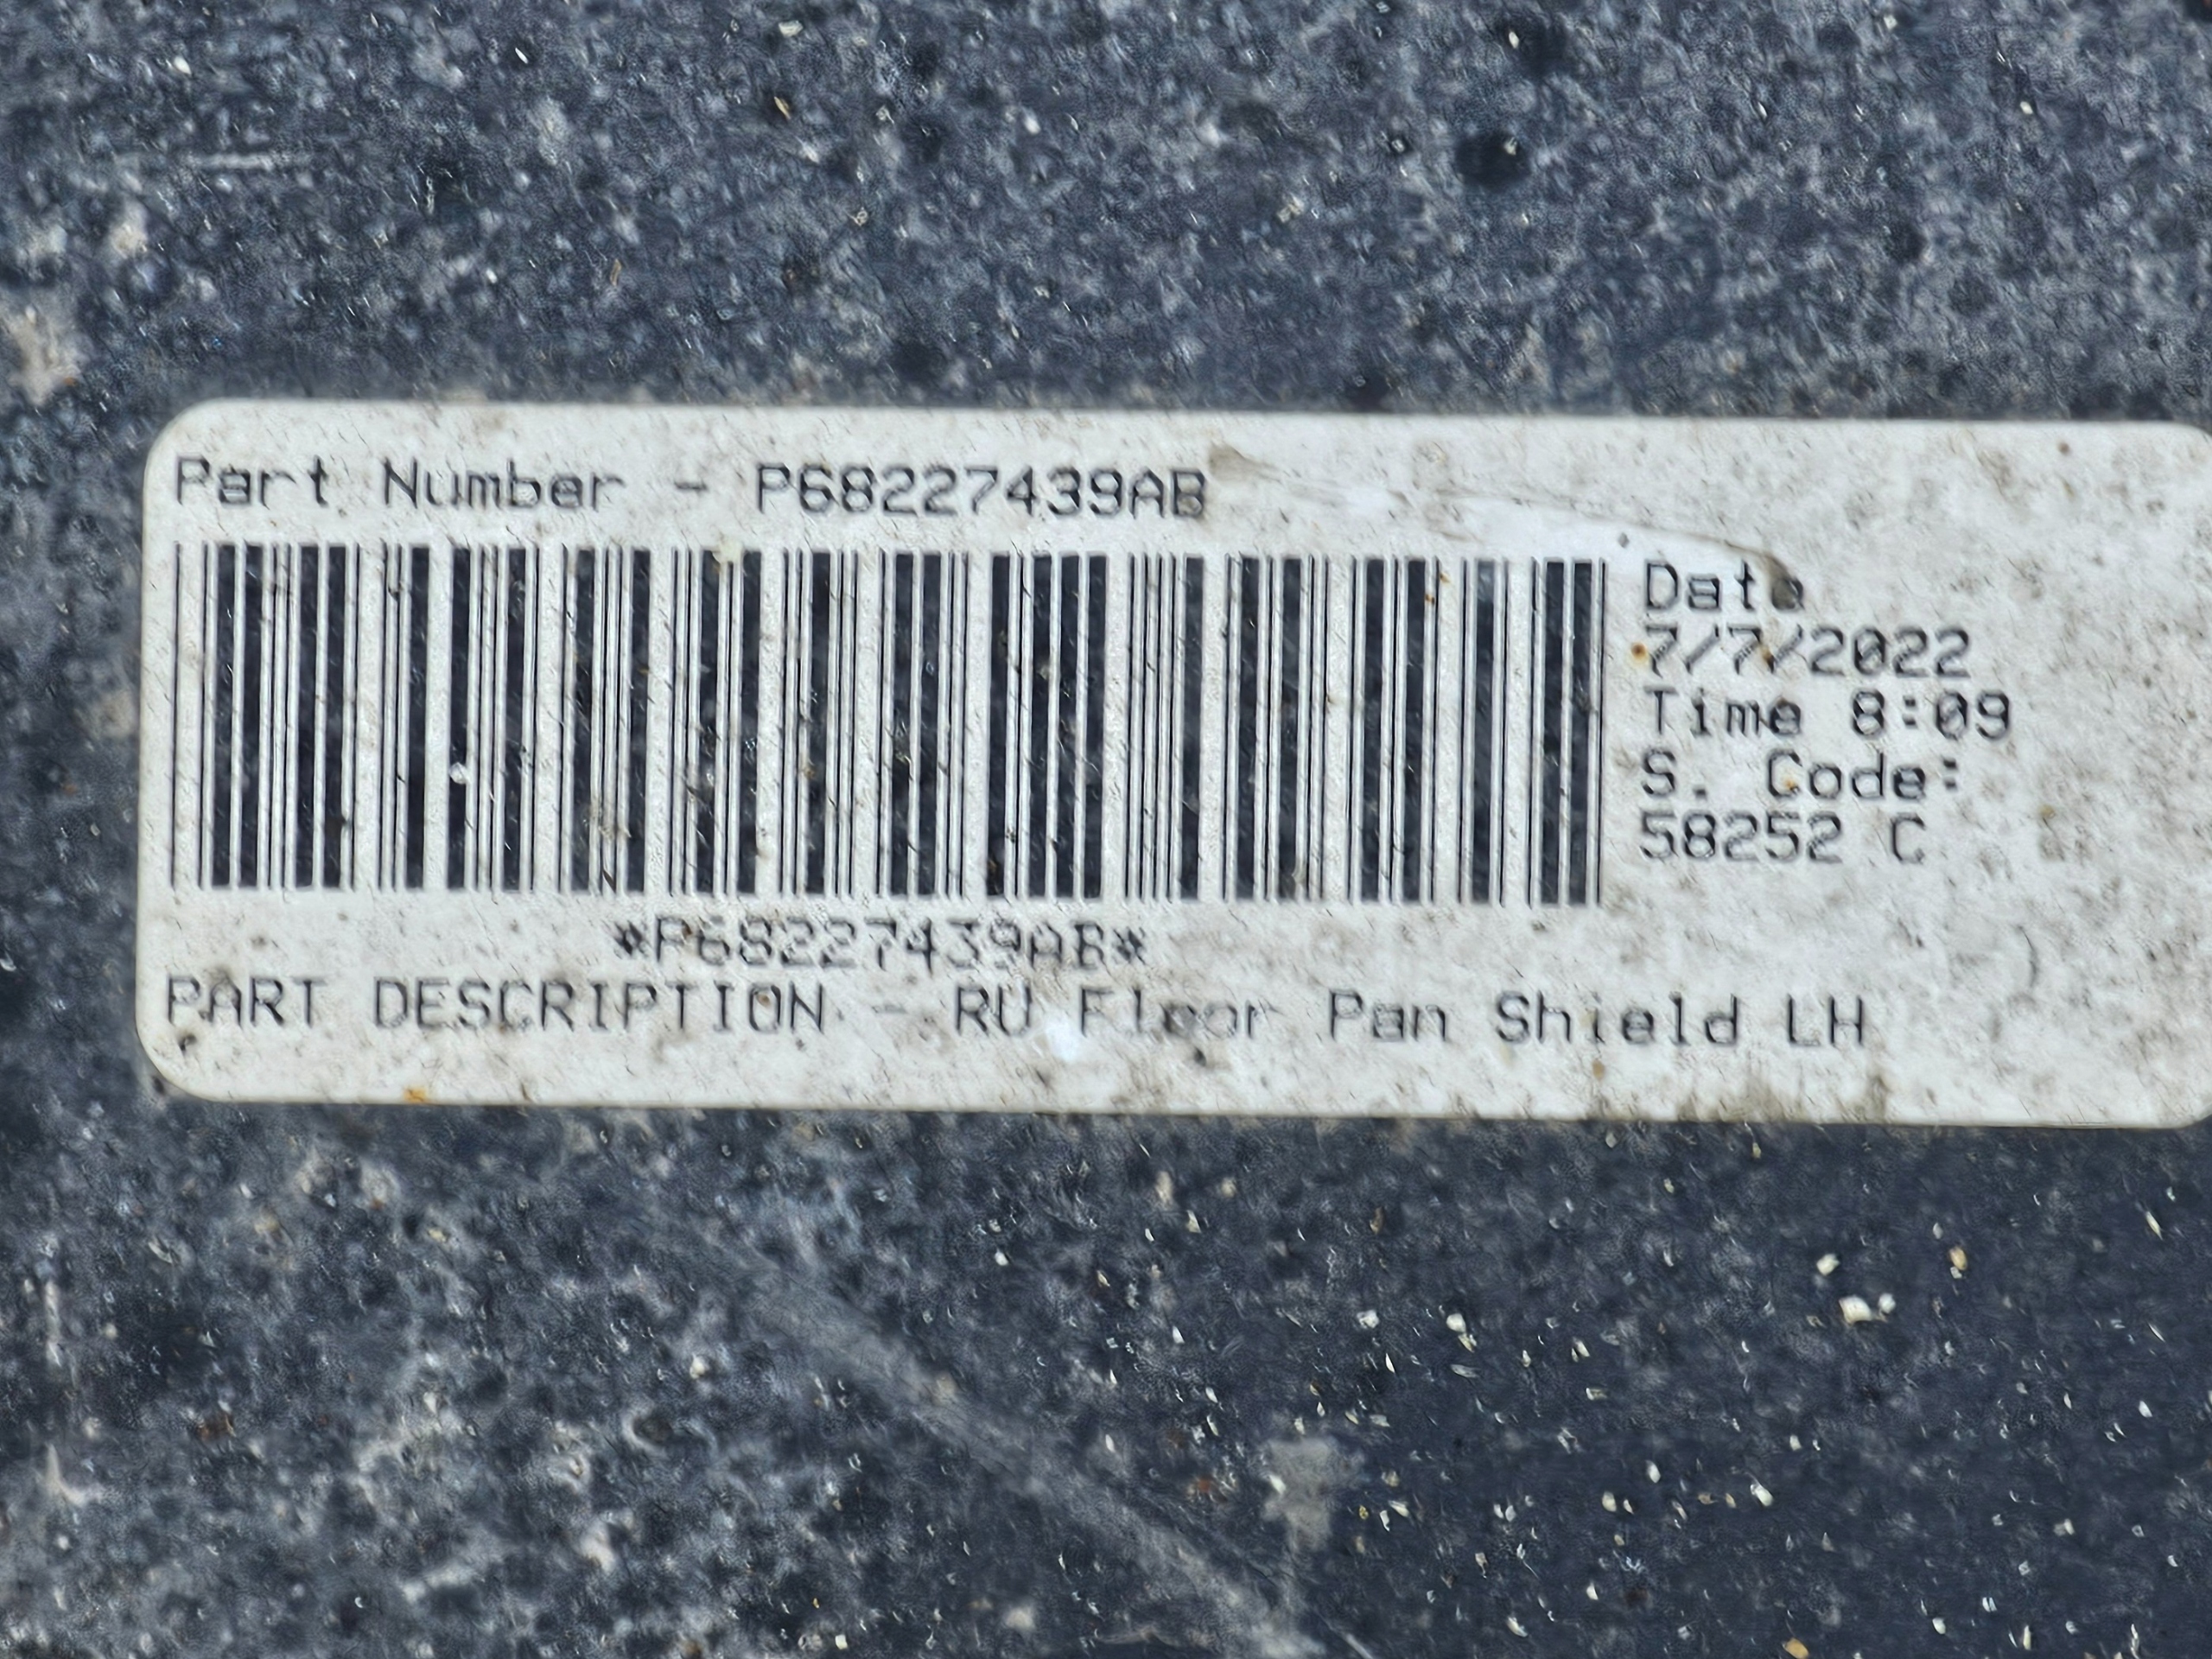 Part Number - P68227439AB
Date
7/7/2022
Time 8:09
S. Code:
58252 C
*P68227439AB*
PART DESCRIPTION - RU Floor Pan Shield LH